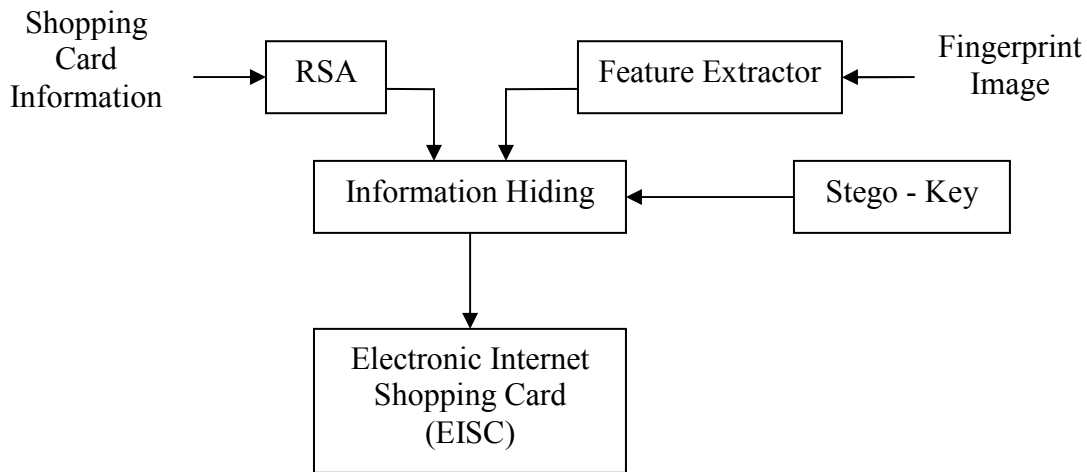 Shopping
Card
Information
RSA
Feature Extractor
Fingerprint
Image
Information Hiding
Stego - Key
Electronic Internet
Shopping Card
(EISC)